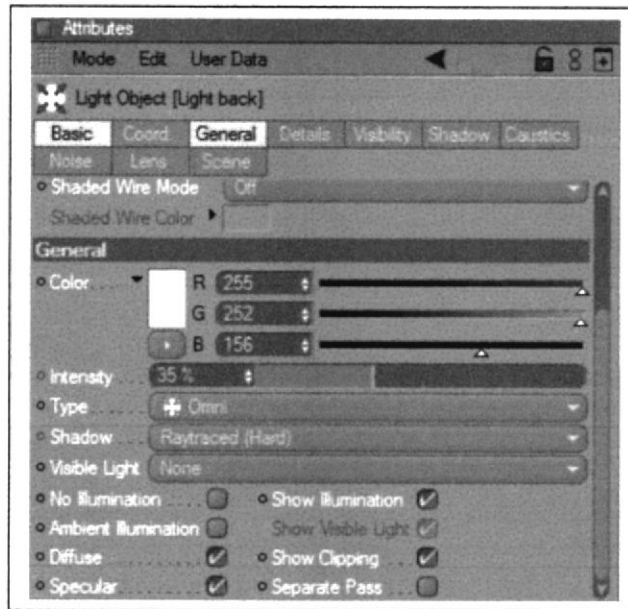 Attributes
Mode Edit User Data
Light Object [Light back]
Basic Coord. General Details Visibility Shadow Caustics
Noise Lens Scene
Shaded Wire Mode Off
Shaded Wire Color
General
Color R 255
G 252
B 156
Intensity 35 %
Type Omni
Shadow Raytraced (Hard)
Visible Light None
No Illumination Show Illumination
Ambient Illumination Show Visible Light
Diffuse Show Clipping
Specular Separate Pass